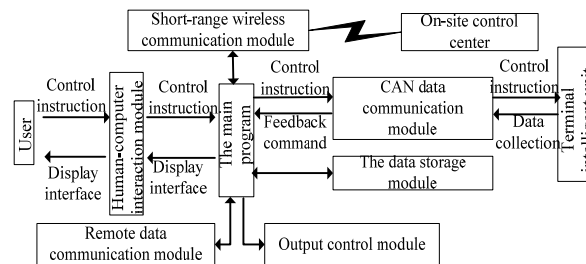 Short-range wireless
communication module
On-site control
center
Control
instruction
Control
instruction
Control
instruction
Control
instruction
User
Human-computer
interaction module
The main
program
CAN data
communication
module
Terminal
Feedback
command
Data
collection
Display
interface
Display
interface
The data storage
module
Remote data
communication module
Output control module